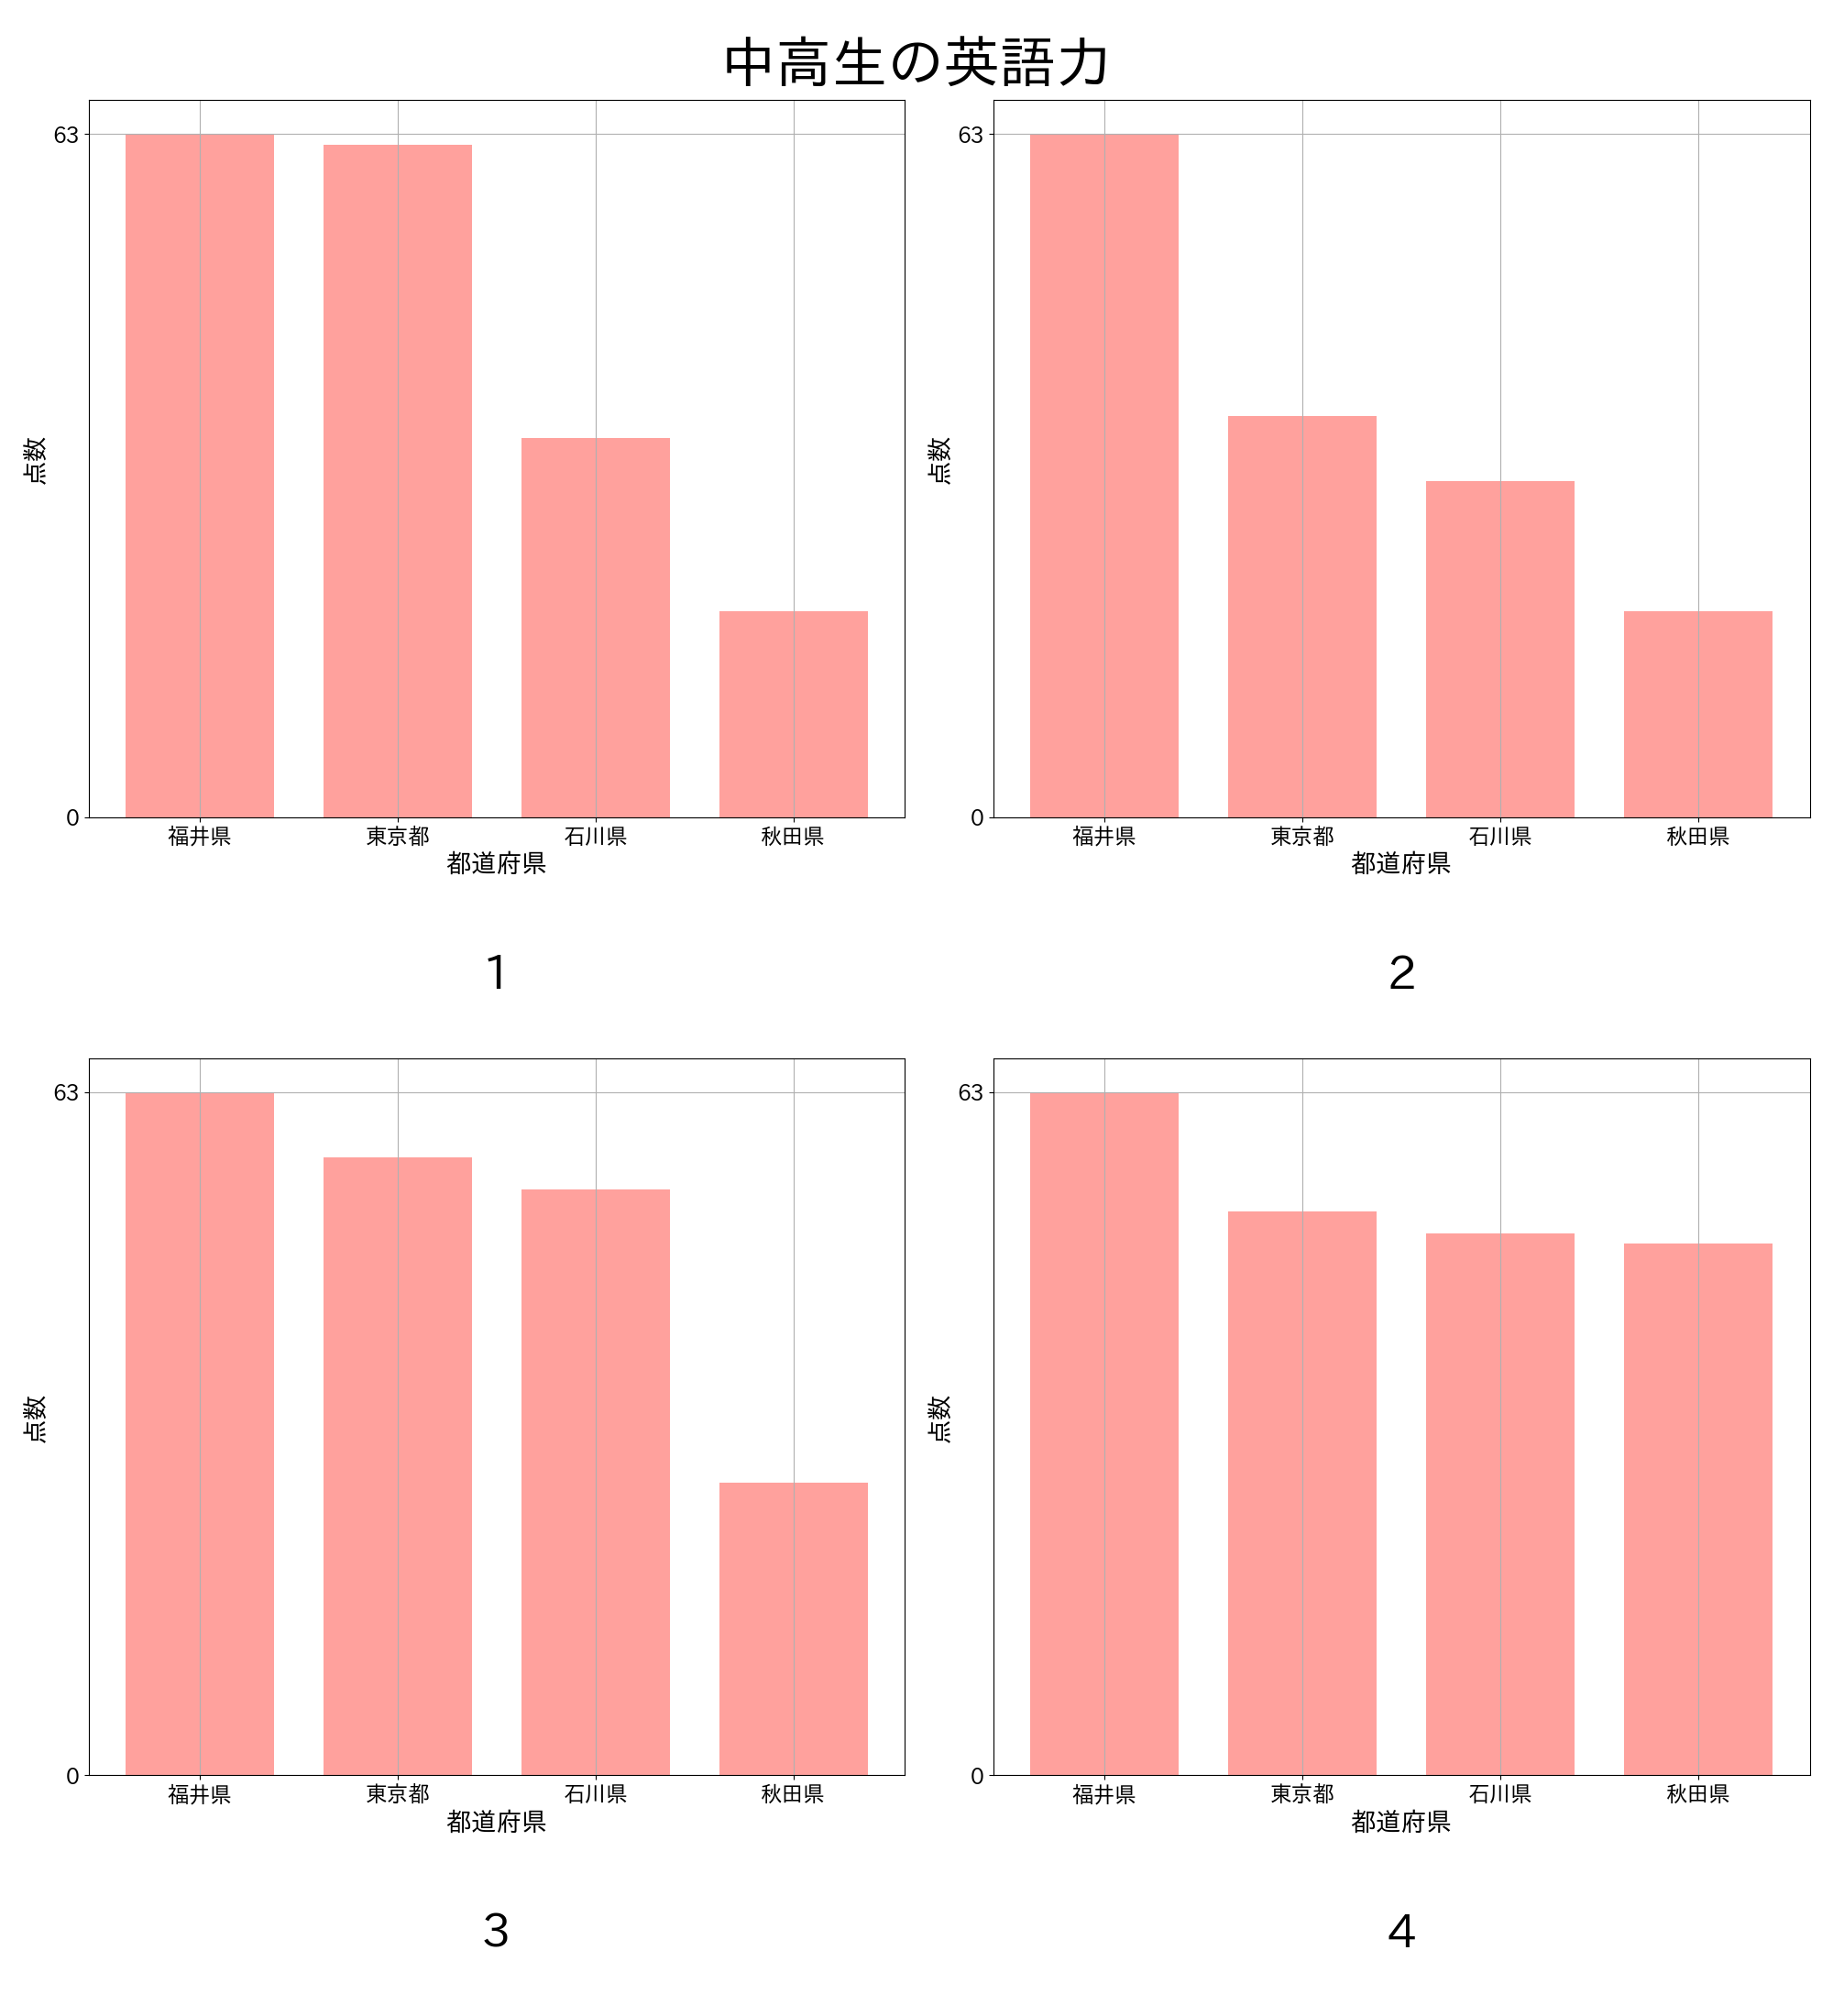 中高生の英語力
63
点数
0
福井県 東京都 石川県 秋田県
都道府県
1
63
点数
0
福井県 東京都 石川県 秋田県
都道府県
2
63
点数
0
福井県 東京都 石川県 秋田県
都道府県
3
63
点数
0
福井県 東京都 石川県 秋田県
都道府県
4